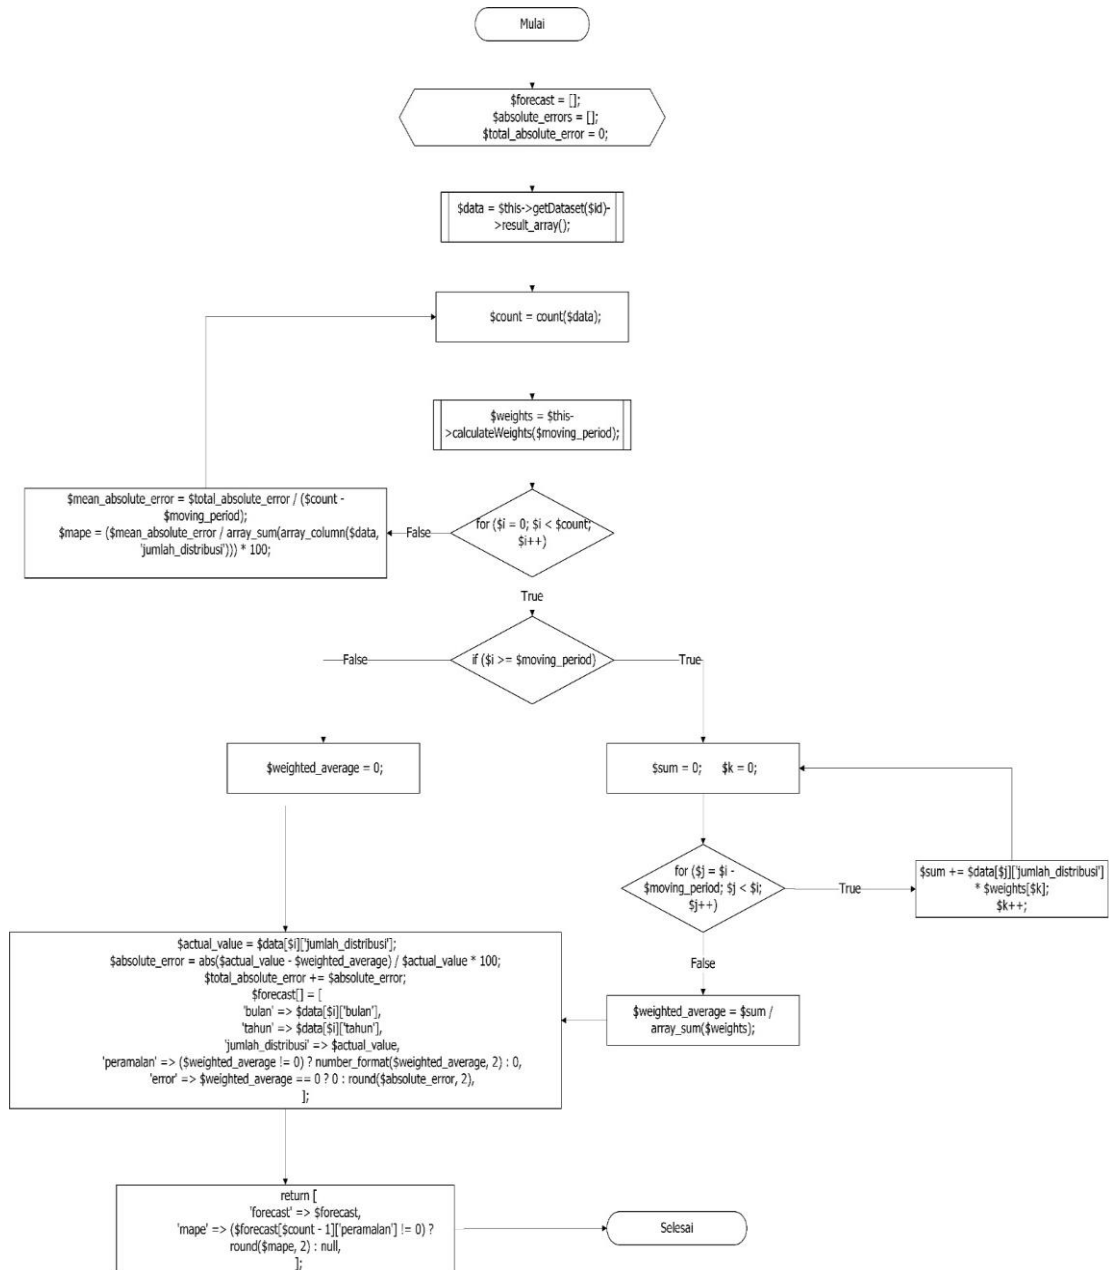 Mulai
$forecast = [];
$absolute_errors = [];
$total_absolute_error = 0;
$data = $this->getDataset($id)-
>result_array();
$count = count($data);
$weights = $this-
>calculateWeights($moving_period);
$mean_absolute_error = $total_absolute_error / ($count -
$moving_period);
$mape = ($mean_absolute_error / array_sum(array_column($data,
'jumlah_distribusi'))) * 100;
False
for ($i = 0; $i < $count;
$i++)
True
False
if ($i >= $moving_period)
True
$weighted_average = 0;
$sum = 0; $k = 0;
for ($j = $i -
$moving_period; $j < $i;
$j++)
True
$sum += $data[$j]['jumlah_distribusi']
* $weights[$k];
$k++;
False
$weighted_average = $sum /
array_sum($weights);
$actual_value = $data[$i]['jumlah_distribusi'];
$absolute_error = abs($actual_value - $weighted_average) / $actual_value * 100;
$total_absolute_error += $absolute_error;
$forecast[] = [
'bulan' => $data[$i]['bulan'],
'tahun' => $data[$i]['tahun'],
'jumlah_distribusi' => $actual_value,
'peramalan' => ($weighted_average != 0) ? number_format($weighted_average, 2) : 0,
'error' => $weighted_average == 0 ? 0 : round($absolute_error, 2),
];
return [
'forecast' => $forecast,
'mape' => ($forecast[$count - 1]['peramalan'] != 0) ?
round($mape, 2) : null,
];
Selesai